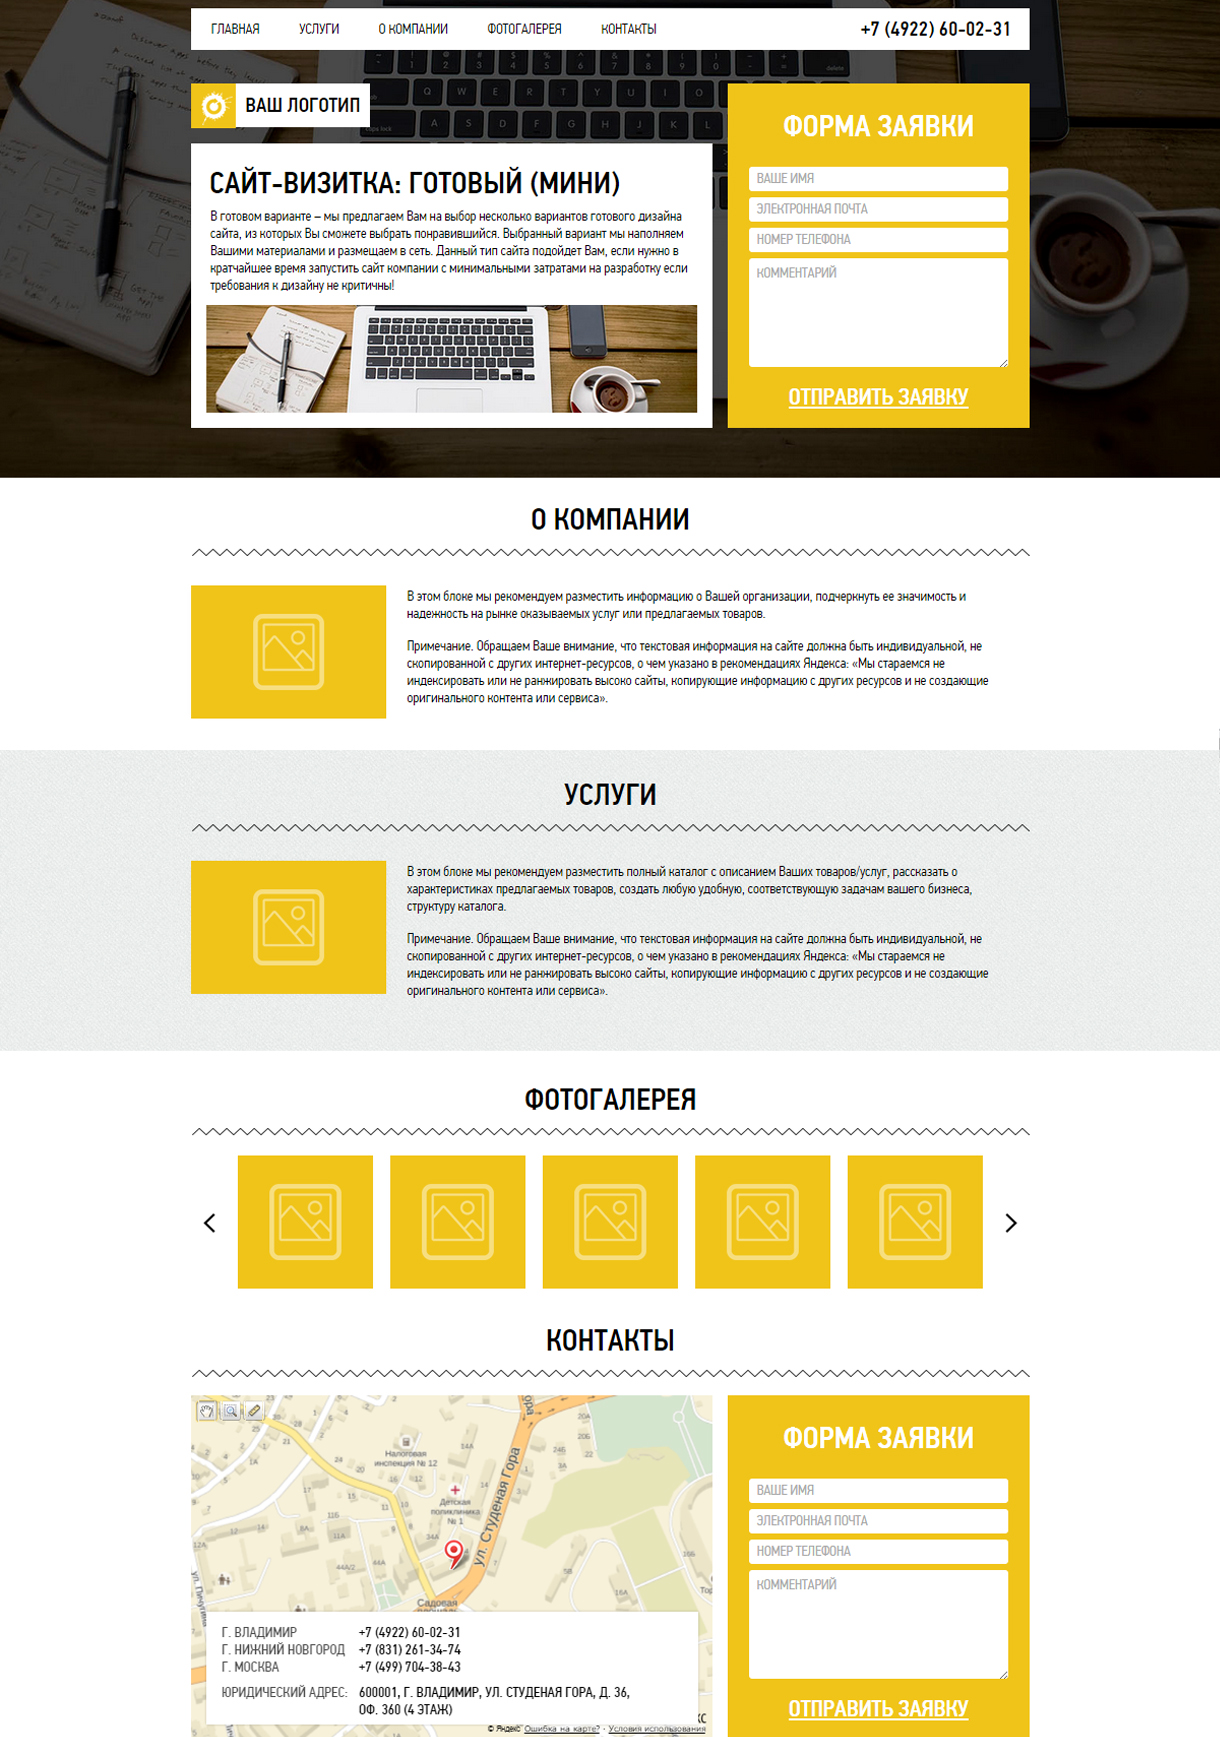 ГЛАВНАЯ УСЛУГИ О КОМПАНИИ ФОТОГАЛЕРЕЯ КОНТАКТЫ +7 (4922) 60-02-31
ВАШ ЛОГОТИП
САЙТ-ВИЗИТКА: ГОТОВЫЙ (МИНИ)
В готовом варианте – мы предлагаем Вам на выбор несколько вариантов готового дизайна
сайта, из которых Вы сможете выбрать понравившийся. Выбранный вариант мы наполняем
Вашими материалами и размещаем в сеть. Данный тип сайта подойдет Вам, если нужно в
кратчайшее время запустить сайт компании с минимальными затратами на разработку если
требования к дизайну не критичны!
ФОРМА ЗАЯВКИ
ВАШЕ ИМЯ
ЭЛЕКТРОННАЯ ПОЧТА
НОМЕР ТЕЛЕФОНА
КОММЕНТАРИЙ
ОТПРАВИТЬ ЗАЯВКУ
О КОМПАНИИ
В этом блоке мы рекомендуем разместить информацию о Вашей организации, подчеркнуть ее значимость и
надежность на рынке оказываемых услуг или предлагаемых товаров.
Примечание. Обращаем Ваше внимание, что текстовая информация на сайте должна быть индивидуальной, не
скопированной с других интернет-ресурсов, о чем указано в рекомендациях Яндекса: «Мы стараемся не
индексировать или не ранжировать высоко сайты, копирующие информацию с других ресурсов и не создающие
оригинального контента или сервиса».
УСЛУГИ
В этом блоке мы рекомендуем разместить полный каталог с описанием Ваших товаров/услуг, рассказать о
характеристиках предлагаемых товаров, создать любую удобную, соответствующую задачам вашего бизнеса,
структуру каталога.
Примечание. Обращаем Ваше внимание, что текстовая информация на сайте должна быть индивидуальной, не
скопированной с других интернет-ресурсов, о чем указано в рекомендациях Яндекса: «Мы стараемся не
индексировать или не ранжировать высоко сайты, копирующие информацию с других ресурсов и не создающие
оригинального контента или сервиса».
ФОТОГАЛЕРЕЯ
КОНТАКТЫ
Налоговая
инспекция № 12
Детская
поликлиника
№ 1
ул. Студеная Гора
ул. Пичугина
Садовая
площадь
Г. ВЛАДИМИР +7 (4922) 60-02-31
Г. НИЖНИЙ НОВГОРОД +7 (831) 261-34-74
Г. МОСКВА +7 (499) 704-38-43
ЮРИДИЧЕСКИЙ АДРЕС: 600001, Г. ВЛАДИМИР, УЛ. СТУДЕНАЯ ГОРА, Д. 36,
ОФ. 360 (4 ЭТАЖ)
© Яндекс Ошибка на карте? · Условия использования
ФОРМА ЗАЯВКИ
ВАШЕ ИМЯ
ЭЛЕКТРОННАЯ ПОЧТА
НОМЕР ТЕЛЕФОНА
КОММЕНТАРИЙ
ОТПРАВИТЬ ЗАЯВКУ